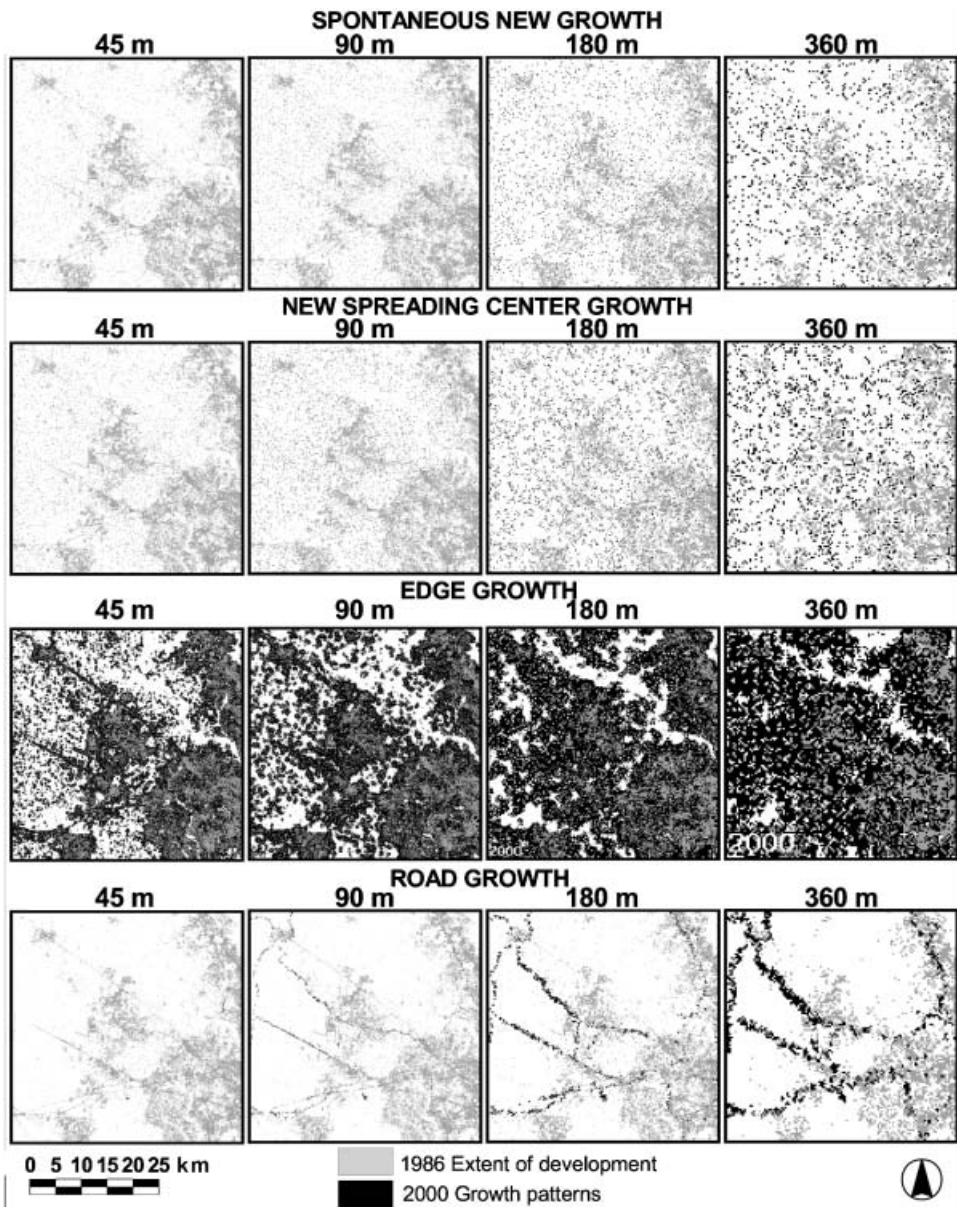 SPONTANEOUS NEW GROWTH
45 m 90 m 180 m 360 m
NEW SPREADING CENTER GROWTH
45 m 90 m 180 m 360 m
EDGE GROWTH
45 m 90 m 180 m 360 m
2000 2000
ROAD GROWTH
45 m 90 m 180 m 360 m
0 5 10 15 20 25 km
1986 Extent of development
2000 Growth patterns